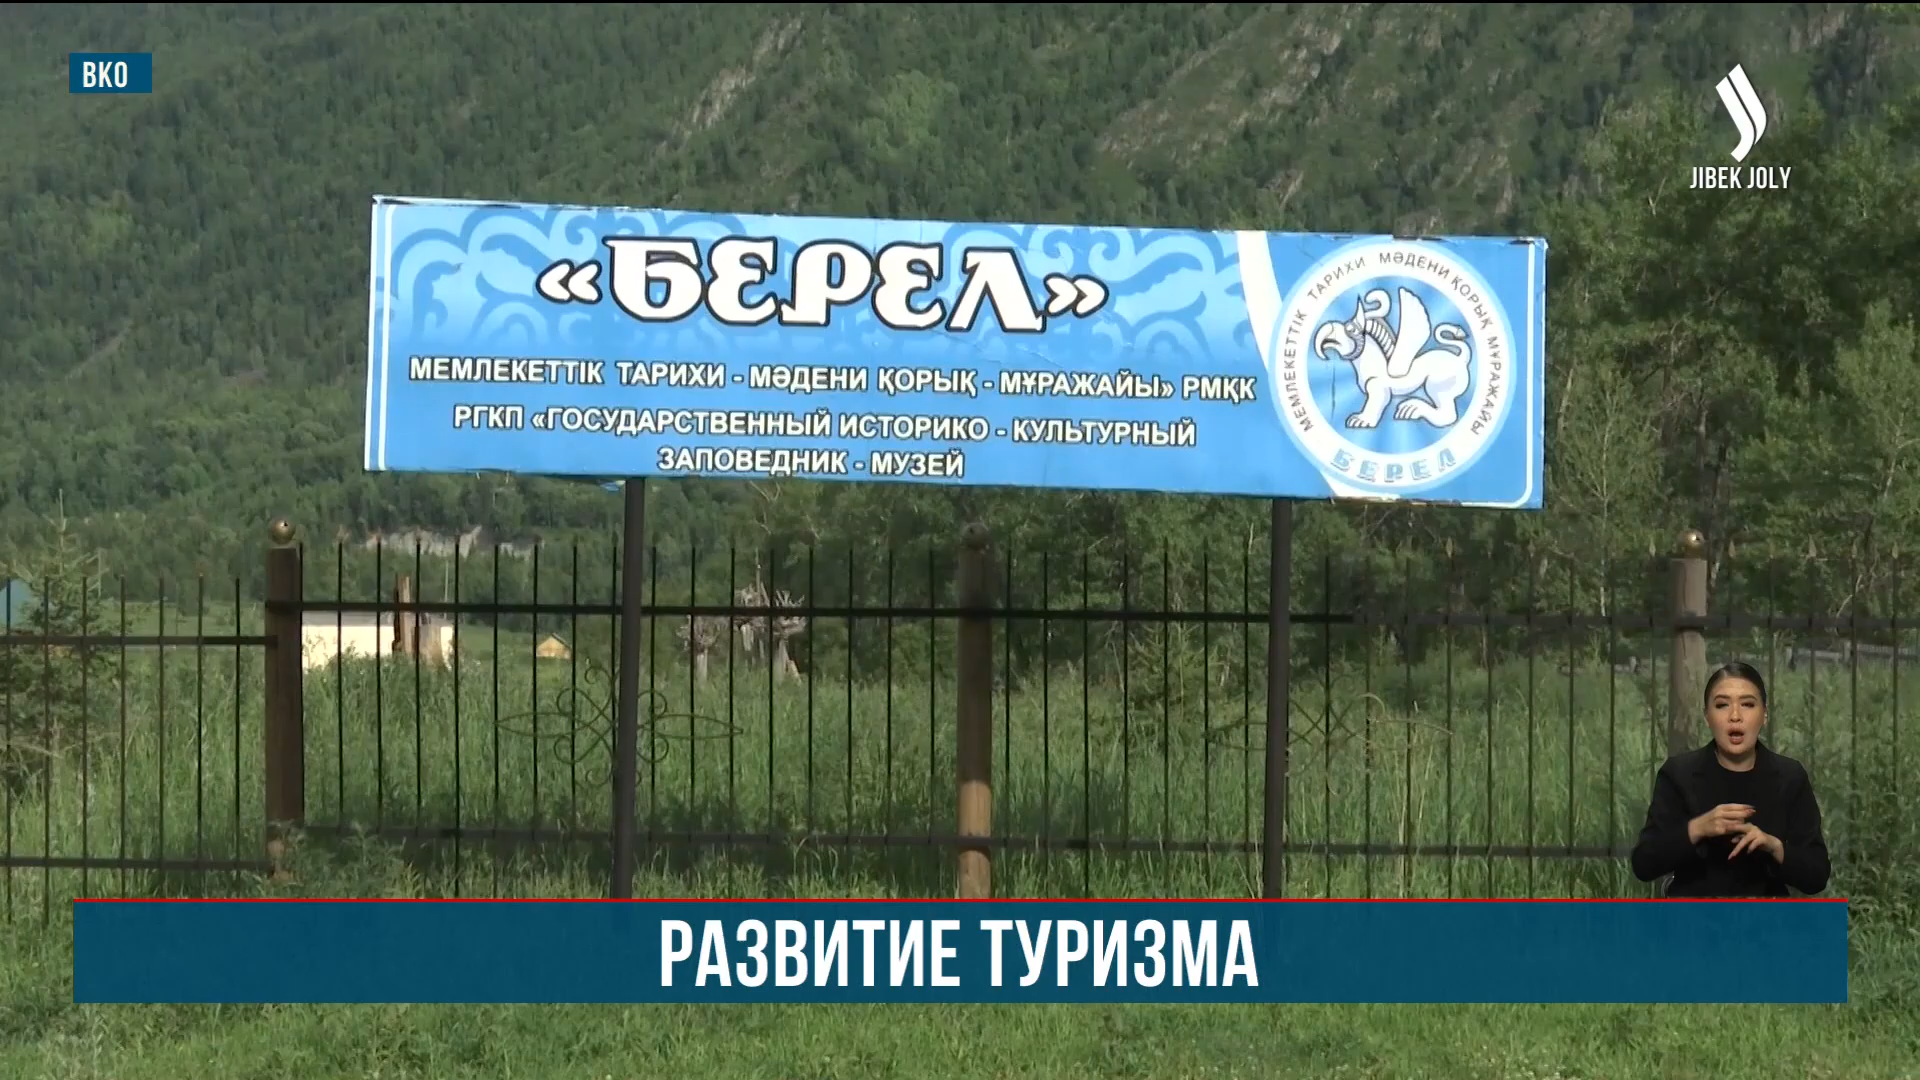 ВКО
JIBEK JOLY
«БЕРЕЛ»
МЕМЛЕКЕТТІК ТАРИХИ - МӘДЕНИ ҚОРЫҚ - МҰРАЖАЙЫ» РМҚК
РГКП «ГОСУДАРСТВЕННЫЙ ИСТОРИКО - КУЛЬТУРНЫЙ
ЗАПОВЕДНИК - МУЗЕЙ
МЕМЛЕКЕТТІК ТАРИХИ МӘДЕНИ ҚОРЫҚ МҰРАЖАЙЫ
БЕРЕЛ
РАЗВИТИЕ ТУРИЗМА